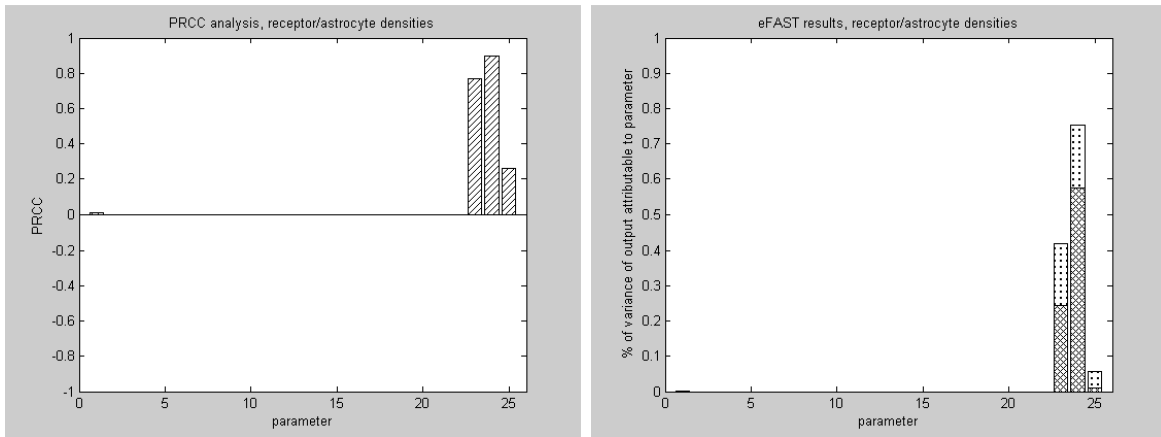 PRCC analysis, receptor/astrocyte densities
1
0.8
0.6
0.4
0.2
0
-0.2
-0.4
-0.6
-0.8
-1
PRCC
0 5 10 15 20 25
parameter
eFAST results, receptor/astrocyte densities
1
0.9
0.8
0.7
0.6
0.5
0.4
0.3
0.2
0.1
0
% of variance of output attributable to parameter
0 5 10 15 20 25
parameter